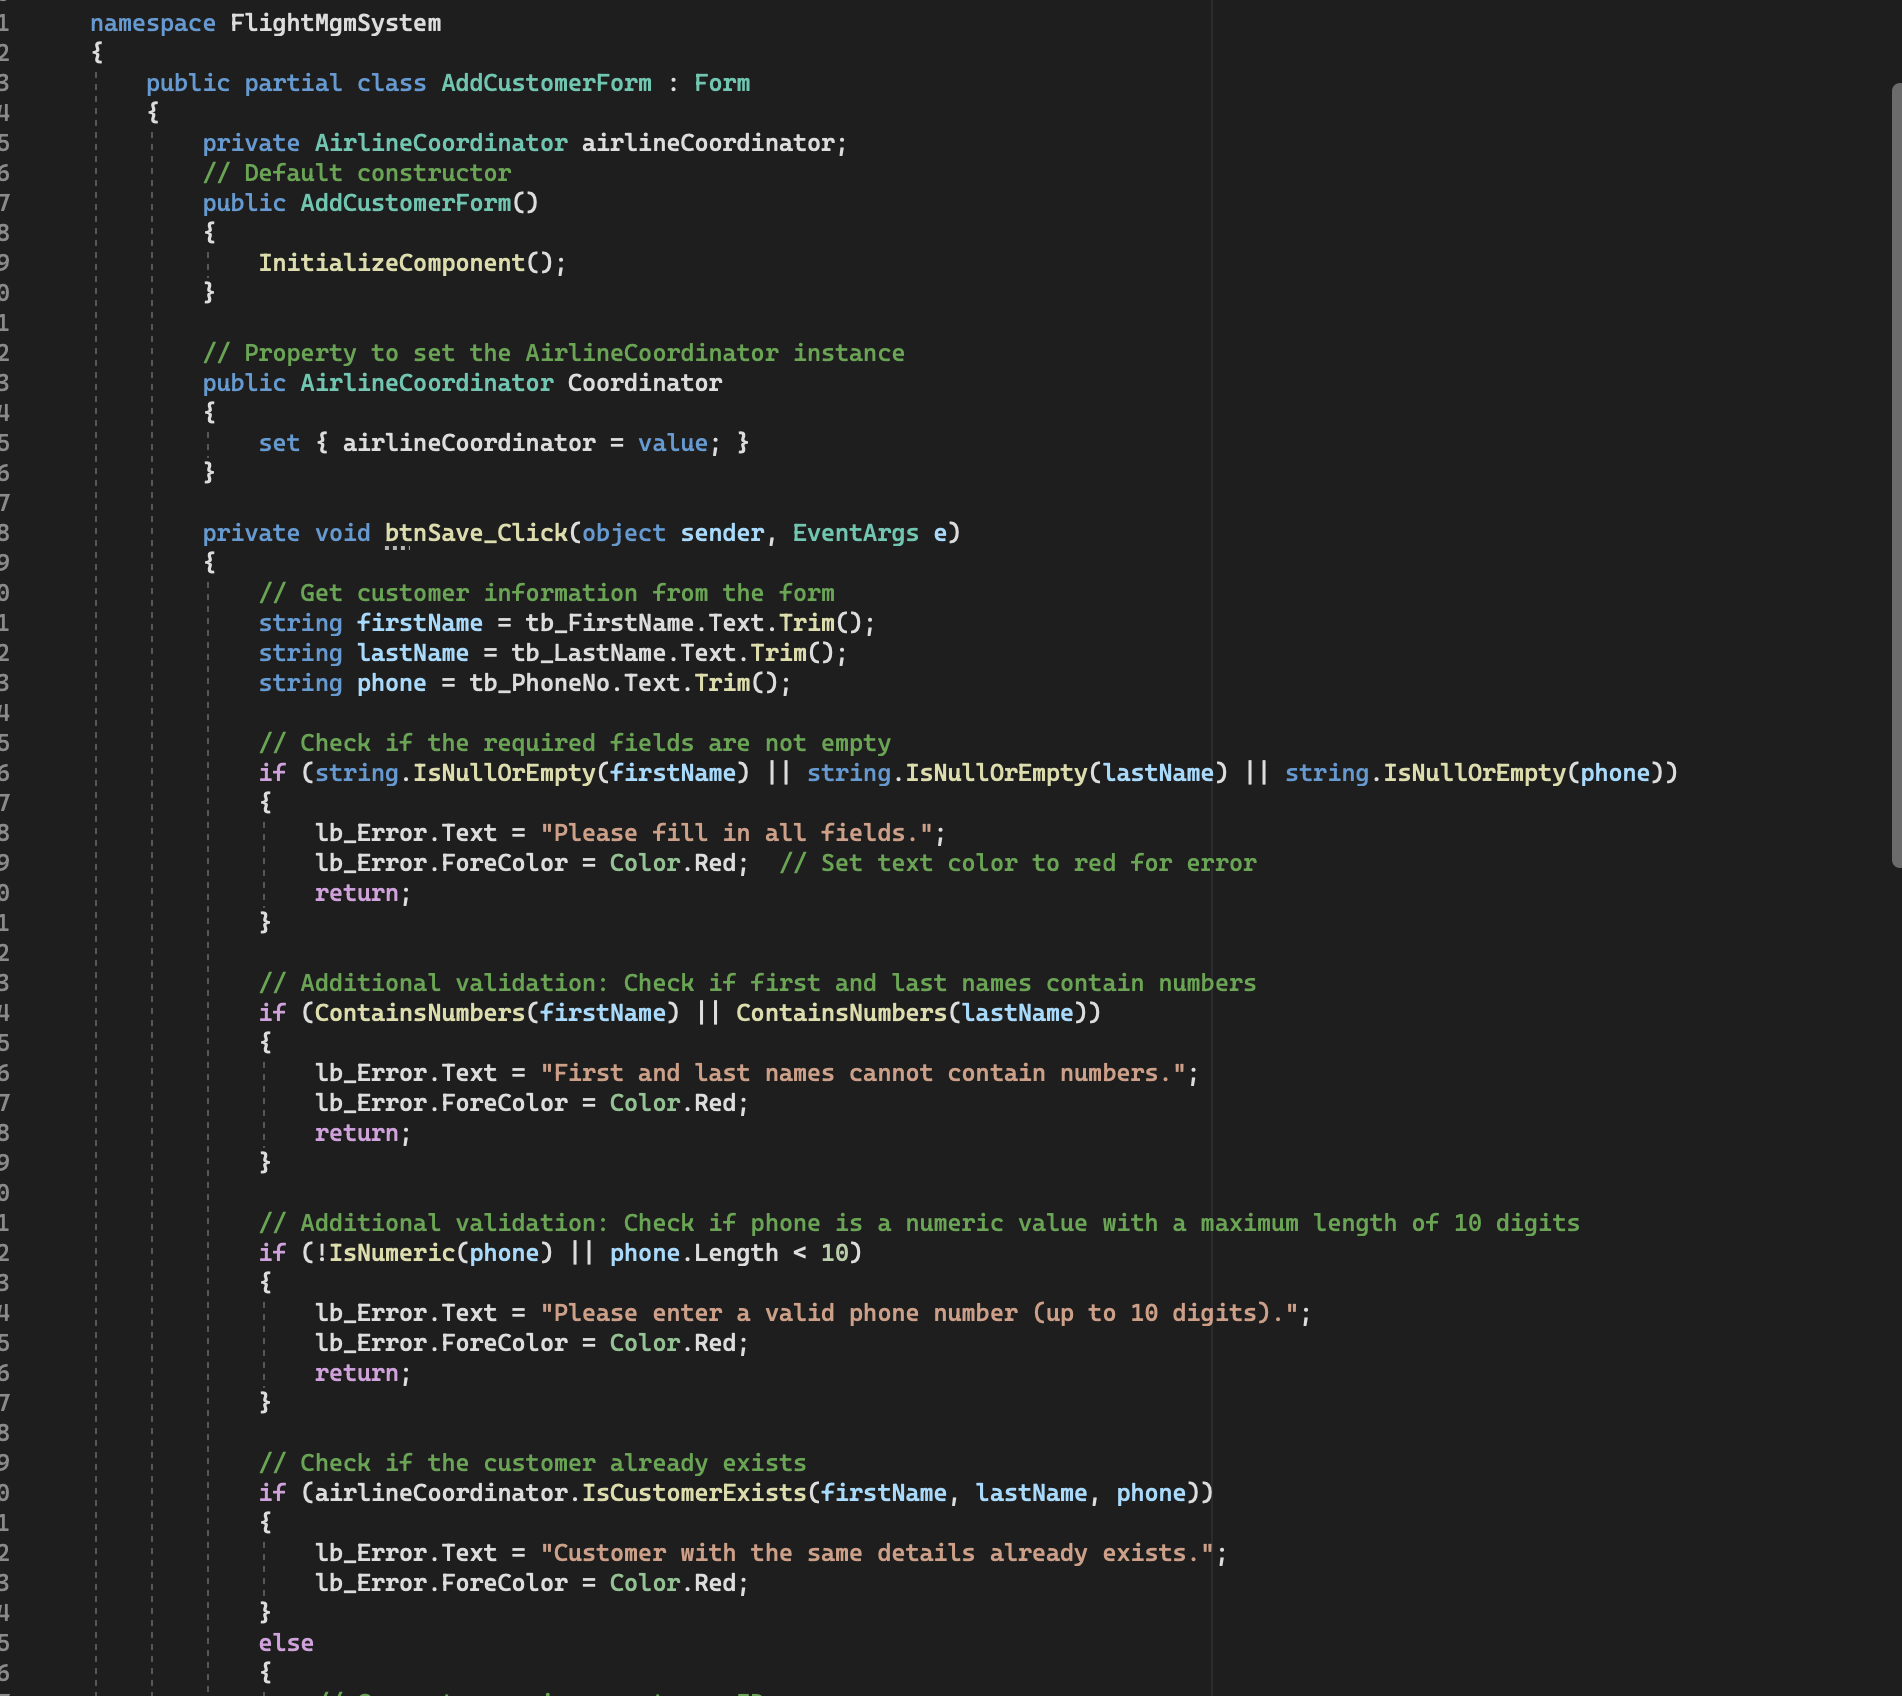 1 namespace FlightMgmSystem
2 {
3 public partial class AddCustomerForm : Form
4 {
5 private AirlineCoordinator airlineCoordinator;
6 // Default constructor
7 public AddCustomerForm()
8 {
9 InitializeComponent();
0 }
1
2 // Property to set the AirlineCoordinator instance
3 public AirlineCoordinator Coordinator
4 {
5 set { airlineCoordinator = value; }
6 }
7
8 private void btnSave_Click(object sender, EventArgs e)
9 {
0 // Get customer information from the form
1 string firstName = tb_FirstName.Text.Trim();
2 string lastName = tb_LastName.Text.Trim();
3 string phone = tb_PhoneNo.Text.Trim();
4
5 // Check if the required fields are not empty
6 if (string.IsNullOrEmpty(firstName) || string.IsNullOrEmpty(lastName) || string.IsNullOrEmpty(phone))
7 {
8 lb_Error.Text = "Please fill in all fields.";
9 lb_Error.ForeColor = Color.Red;  // Set text color to red for error
0 return;
1 }
2
3 // Additional validation: Check if first and last names contain numbers
4 if (ContainsNumbers(firstName) || ContainsNumbers(lastName))
5 {
6 lb_Error.Text = "First and last names cannot contain numbers.";
7 lb_Error.ForeColor = Color.Red;
8 return;
9 }
0
1 // Additional validation: Check if phone is a numeric value with a maximum length of 10 digits
2 if (!IsNumeric(phone) || phone.Length < 10)
3 {
4 lb_Error.Text = "Please enter a valid phone number (up to 10 digits).";
5 lb_Error.ForeColor = Color.Red;
6 return;
7 }
8
9 // Check if the customer already exists
0 if (airlineCoordinator.IsCustomerExists(firstName, lastName, phone))
1 {
2 lb_Error.Text = "Customer with the same details already exists.";
3 lb_Error.ForeColor = Color.Red;
4 }
5 else
6 {